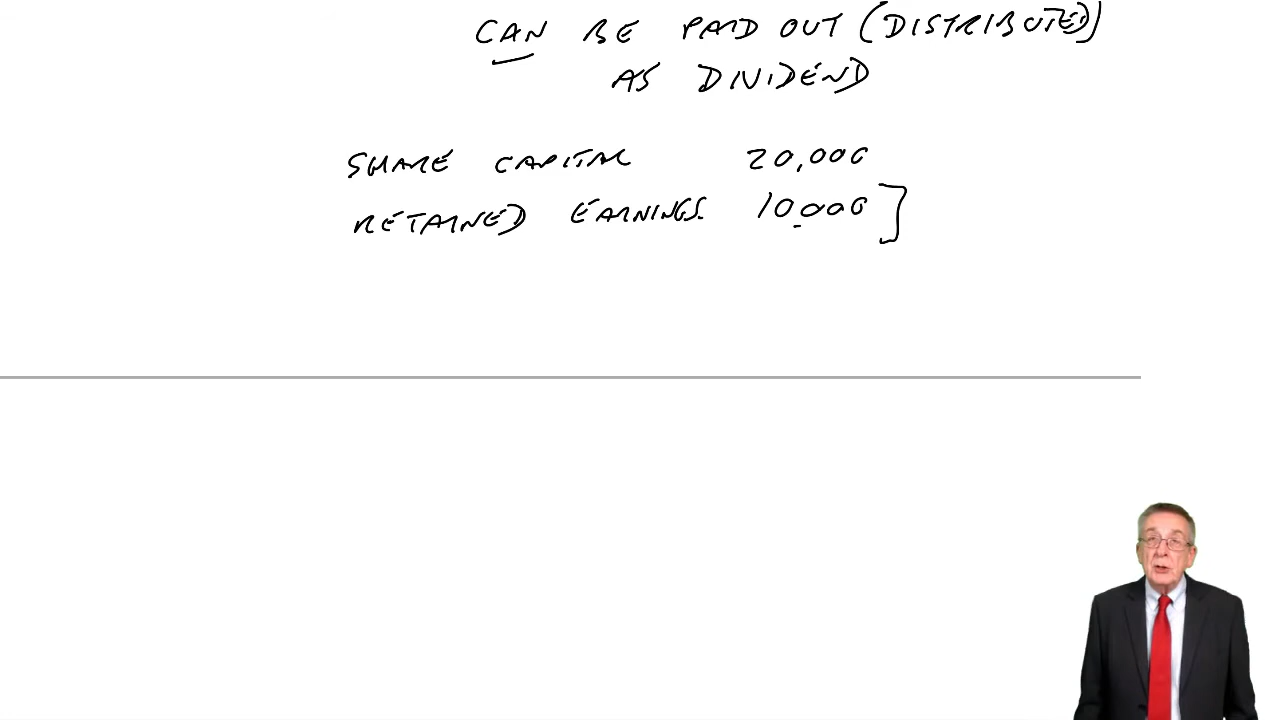 CAN BE PAID OUT (DISTRIBUTED)
AS DIVIDEND
SHARE CAPITAL 20,000
RETAINED EARNINGS 10,000